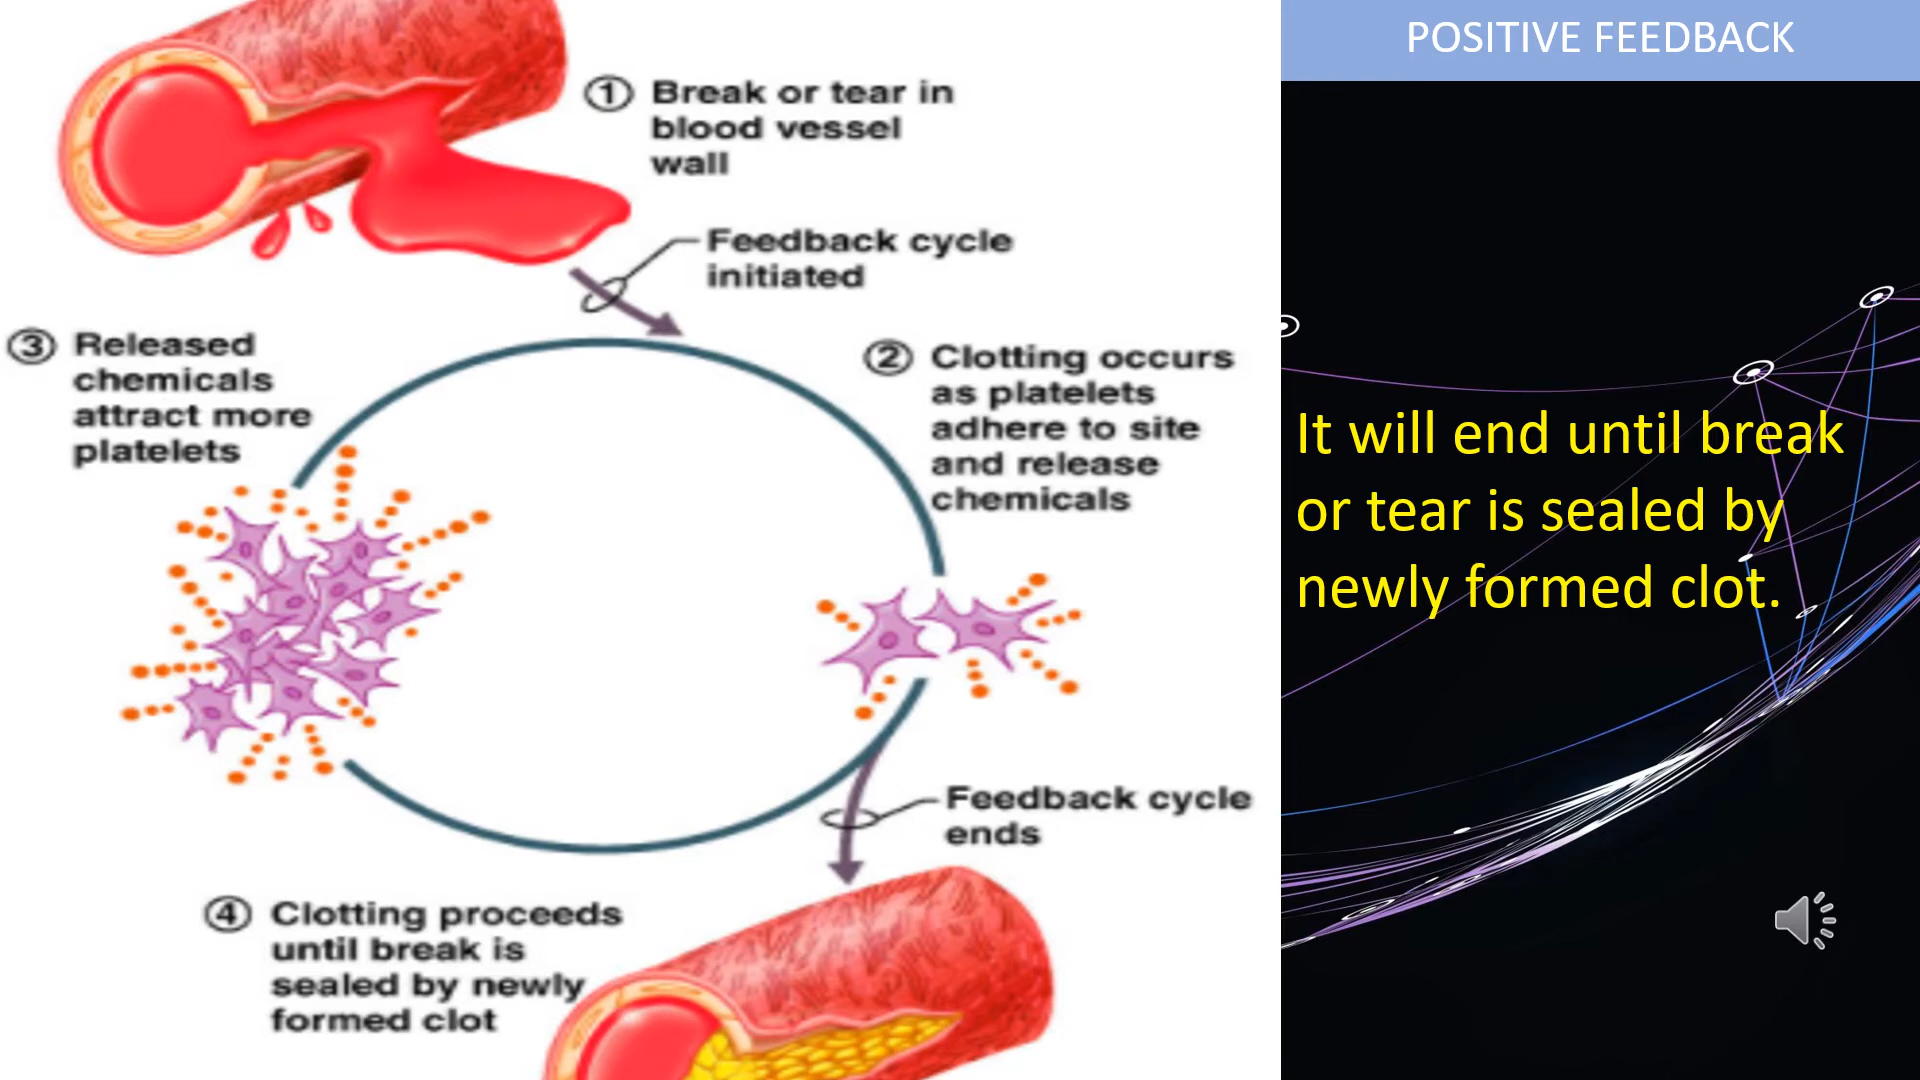 POSITIVE FEEDBACK
① Break or tear in
blood vessel
wall
Feedback cycle
initiated
② Clotting occurs
as platelets
adhere to site
and release
chemicals
③ Released
chemicals
attract more
platelets
Feedback cycle
ends
④ Clotting proceeds
until break is
sealed by newly
formed clot
It will end until break
or tear is sealed by
newly formed clot.